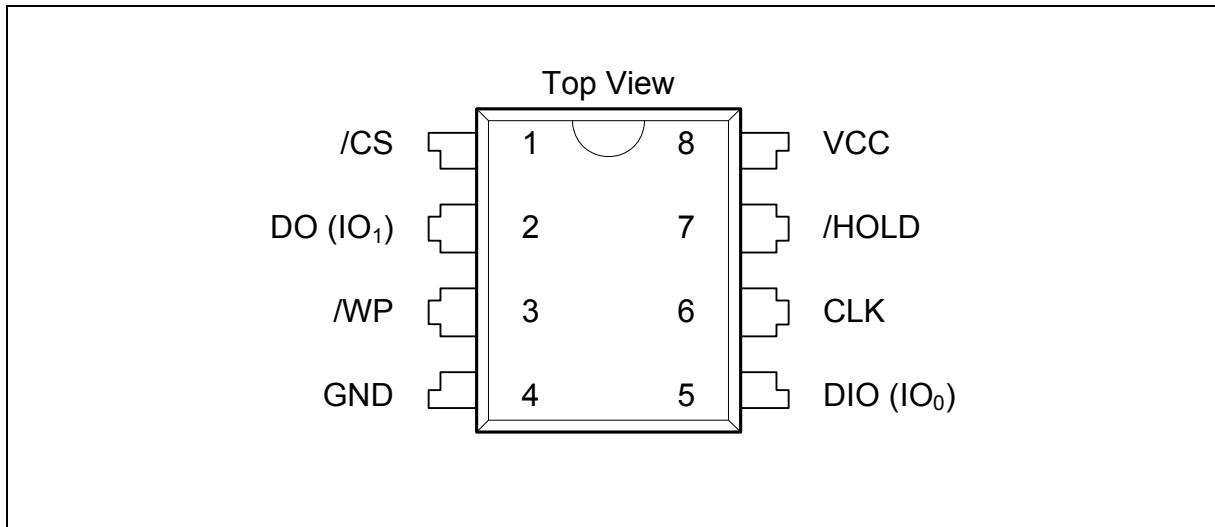 Top View
/CS 1 8 VCC
DO (IO₁) 2 7 /HOLD
/WP 3 6 CLK
GND 4 5 DIO (IO₀)